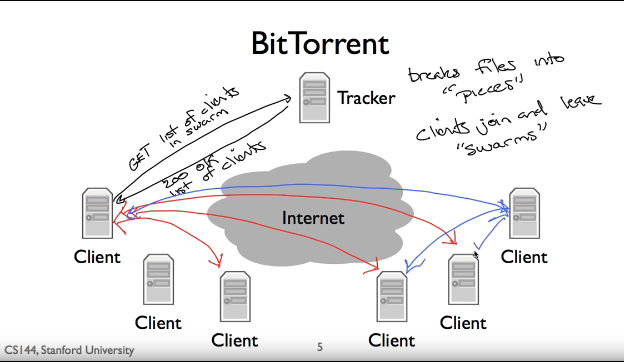 BitTorrent
breaks files into
"pieces"
Tracker
clients join and leave
"swarms"
GET list of clients
in swarm
200 OK
list of clients
Internet
Client
Client
Client
Client
Client
Client
CS144, Stanford University
5